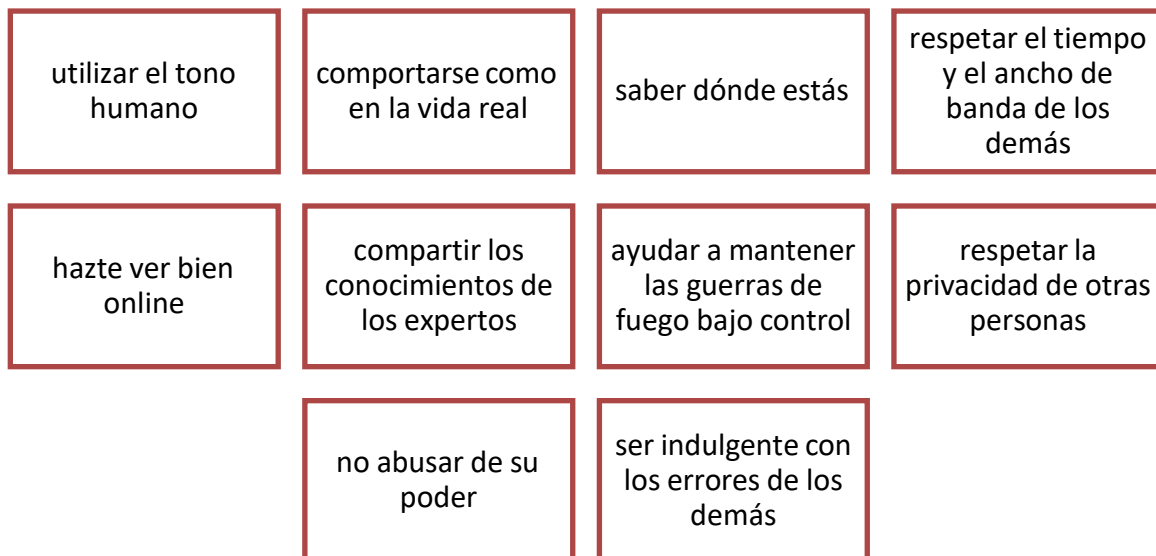 utilizar el tono
humano
comportarse como
en la vida real
saber dónde estás
respetar el tiempo
y el ancho de
banda de los
demás
hazte ver bien
online
compartir los
conocimientos de
los expertos
ayudar a mantener
las guerras de
fuego bajo control
respetar la
privacidad de otras
personas
no abusar de su
poder
ser indulgente con
los errores de los
demás